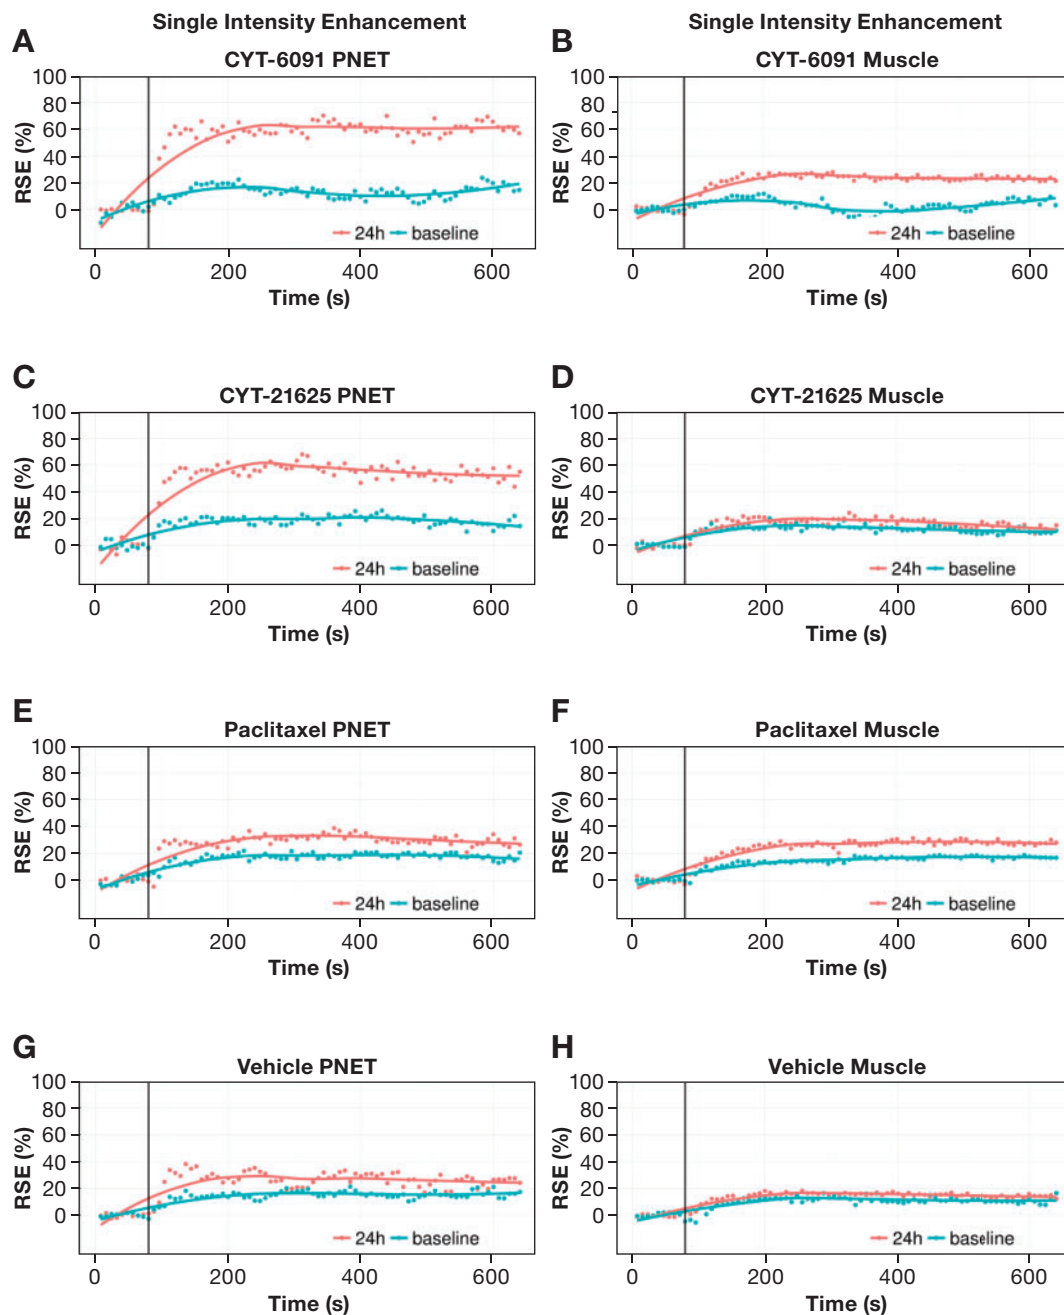 Single Intensity Enhancement
A
CYT-6091 PNET
RSE (%)
100
80
60
40
20
0
24h baseline
0 200 400 600
Time (s)
Single Intensity Enhancement
B
CYT-6091 Muscle
RSE (%)
100
80
60
40
20
0
24h baseline
0 200 400 600
Time (s)
C
CYT-21625 PNET
RSE (%)
100
80
60
40
20
0
24h baseline
0 200 400 600
Time (s)
D
CYT-21625 Muscle
RSE (%)
100
80
60
40
20
0
24h baseline
0 200 400 600
Time (s)
E
Paclitaxel PNET
RSE (%)
100
80
60
40
20
0
24h baseline
0 200 400 600
Time (s)
F
Paclitaxel Muscle
RSE (%)
100
80
60
40
20
0
24h baseline
0 200 400 600
Time (s)
G
Vehicle PNET
RSE (%)
100
80
60
40
20
0
24h baseline
0 200 400 600
Time (s)
H
Vehicle Muscle
RSE (%)
100
80
60
40
20
0
24h baseline
0 200 400 600
Time (s)